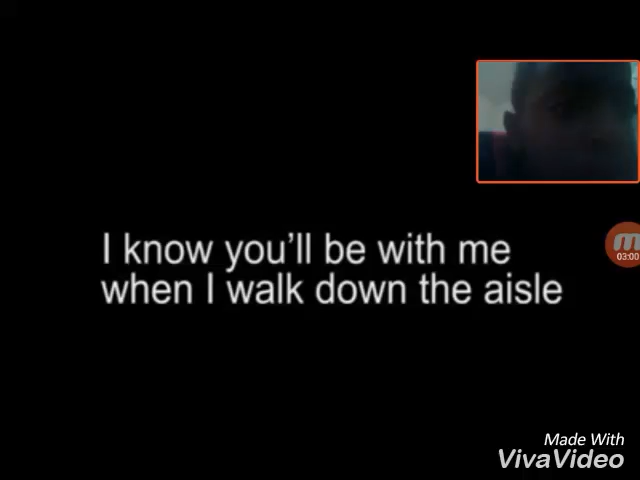 03:00
I know you'll be with me
when I walk down the aisle
Made With
VivaVideo